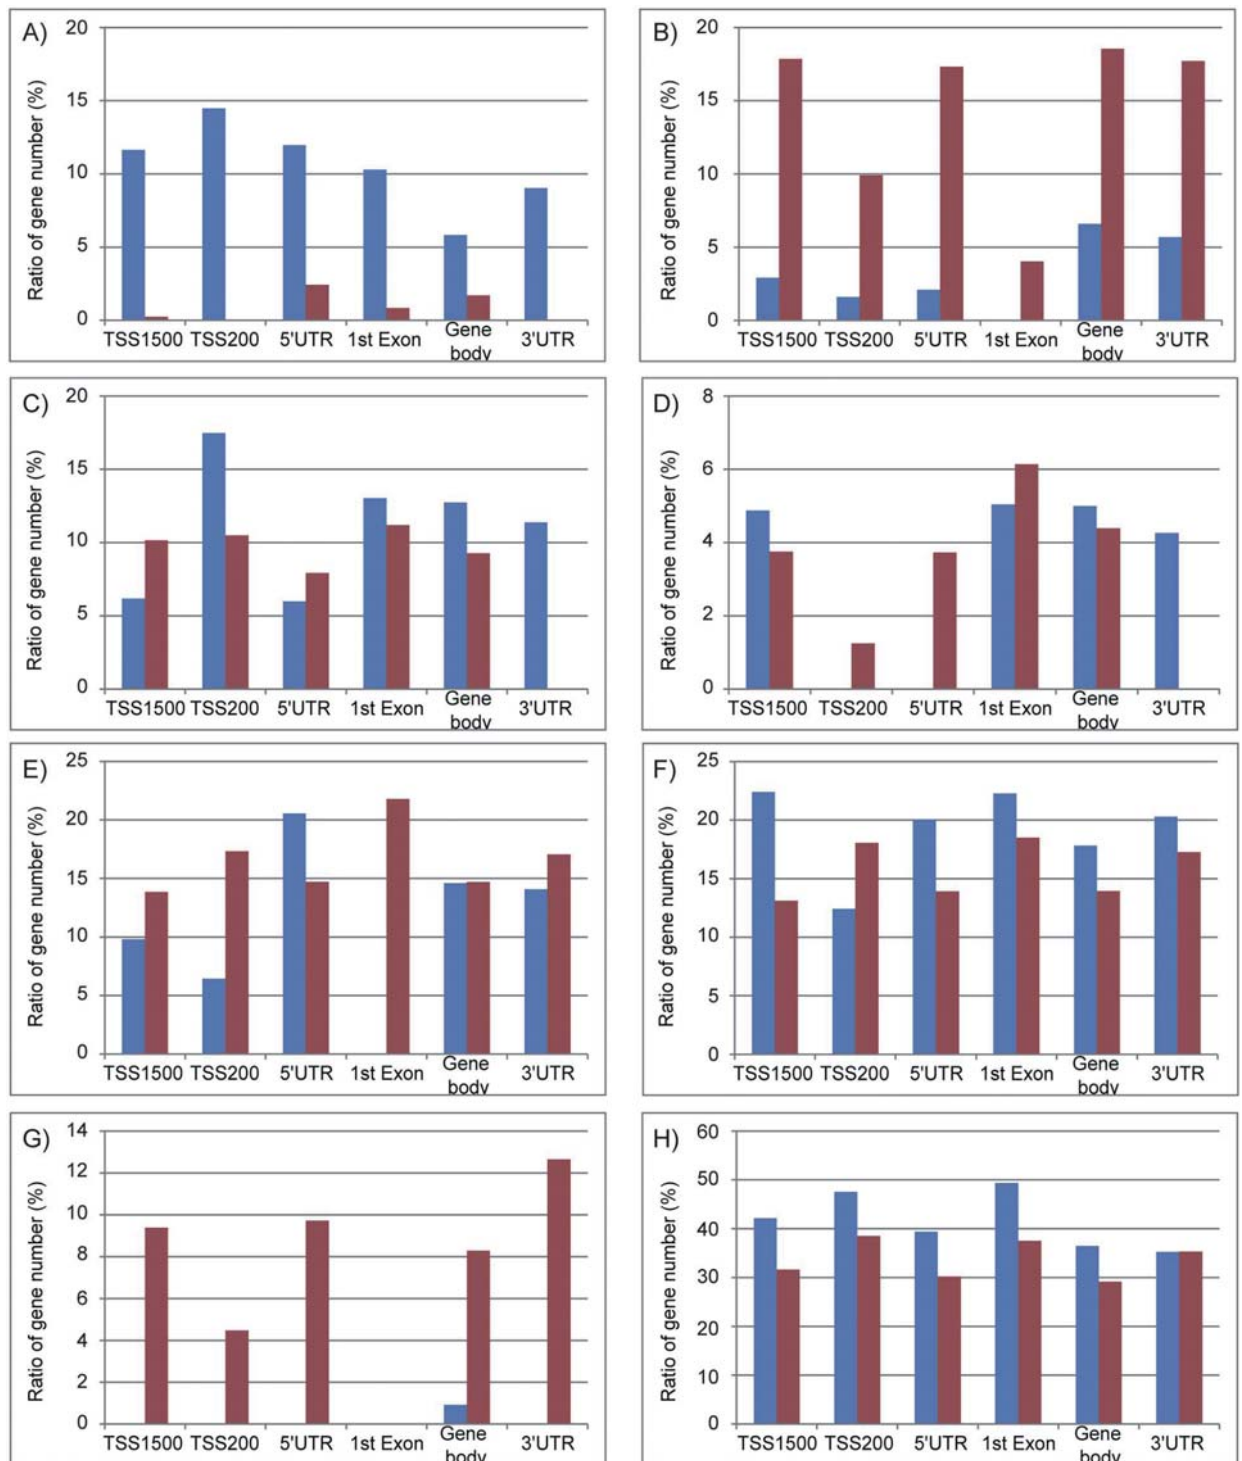 A)
Ratio of gene number (%)
20
15
10
5
0
TSS1500 TSS200 5'UTR 1st Exon Gene body 3'UTR
B)
Ratio of gene number (%)
20
15
10
5
0
TSS1500 TSS200 5'UTR 1st Exon Gene body 3'UTR
C)
Ratio of gene number (%)
20
15
10
5
0
TSS1500 TSS200 5'UTR 1st Exon Gene body 3'UTR
D)
Ratio of gene number (%)
8
6
4
2
0
TSS1500 TSS200 5'UTR 1st Exon Gene body 3'UTR
E)
Ratio of gene number (%)
25
20
15
10
5
0
TSS1500 TSS200 5'UTR 1st Exon Gene body 3'UTR
F)
Ratio of gene number (%)
25
20
15
10
5
0
TSS1500 TSS200 5'UTR 1st Exon Gene body 3'UTR
G)
Ratio of gene number (%)
14
12
10
8
6
4
2
0
TSS1500 TSS200 5'UTR 1st Exon Gene body 3'UTR
H)
Ratio of gene number (%)
60
50
40
30
20
10
0
TSS1500 TSS200 5'UTR 1st Exon Gene body 3'UTR